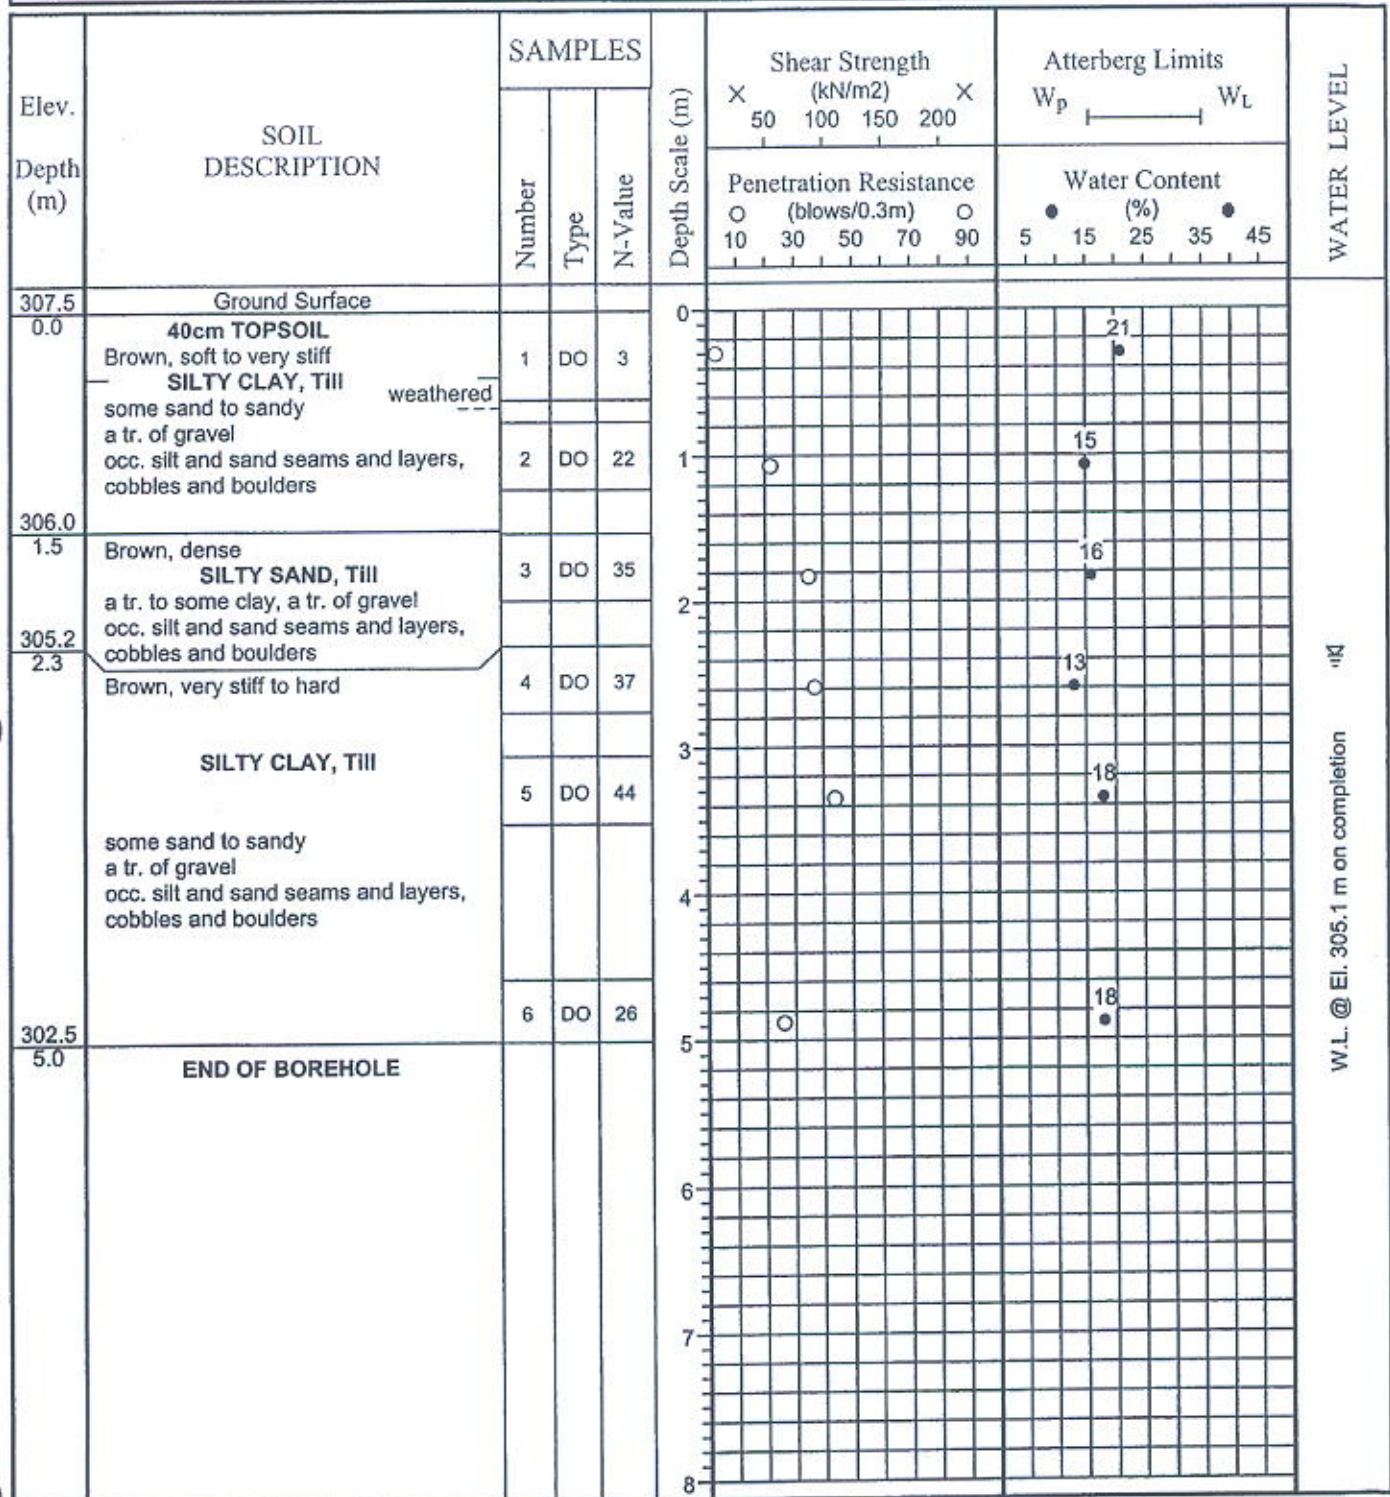 Elev.
Depth
(m)
SOIL
DESCRIPTION
SAMPLES
Number
Type
N-Value
Depth Scale (m)
Shear Strength
(kN/m2)
X X
50 100 150 200
Penetration Resistance
(blows/0.3m)
10 30 50 70 90
Atterberg Limits
WP WL
Water Content
(%)
5 15 25 35 45
WATER LEVEL
307.5 Ground Surface
0.0
40cm TOPSOIL
Brown, soft to very stiff
SILTY CLAY, Till
weathered
some sand to sandy
a tr. of gravel
occ. silt and sand seams and layers,
cobbles and boulders
1 DO 3
2 DO 22
306.0
1.5
Brown, dense
SILTY SAND, Till
a tr. to some clay, a tr. of gravel
occ. silt and sand seams and layers,
cobbles and boulders
3 DO 35
305.2
2.3
Brown, very stiff to hard
SILTY CLAY, Till
some sand to sandy
a tr. of gravel
occ. silt and sand seams and layers,
cobbles and boulders
4 DO 37
5 DO 44
6 DO 26
302.5
5.0
END OF BOREHOLE
0
1
2
3
4
5
6
7
8
21
15
16
13
18
18
W.L. @ El. 305.1 m on completion